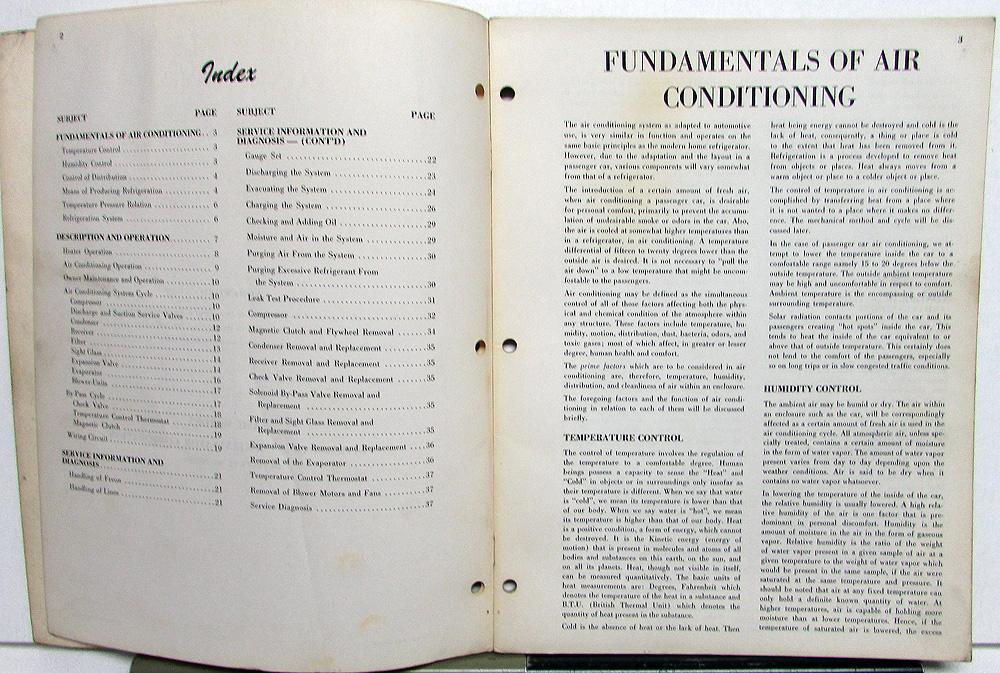 2
Index
SUBJECT PAGE
FUNDAMENTALS OF AIR CONDITIONING . . 3
Temperature Control 3
Humidity Control 3
Control of Distribution 4
Means of Producing Refrigeration 4
Temperature Pressure Relation 6
Refrigeration System 6
DESCRIPTION AND OPERATION 7
Heater Operation 8
Air Conditioning Operation 9
Owner Maintenance and Operation 10
Air Conditioning System Cycle 10
Compressor 10
Discharge and Suction Service Valves 10
Condenser 12
Receiver 12
Filter 13
Sight Glass 14
Expansion Valve 14
Evaporator 16
Blower Units 17
By-Pass Cycle 17
Check Valve 18
Temperature Control Thermostat 18
Magnetic Clutch 19
Wiring Circuit 19
SERVICE INFORMATION AND
DIAGNOSIS 21
Handling of Freon 21
Handling of Lines 21
SUBJECT PAGE
SERVICE INFORMATION AND
DIAGNOSIS — (CONT'D)
Gauge Set 22
Discharging the System 23
Evacuating the System 24
Charging the System 26
Checking and Adding Oil 29
Moisture and Air in the System 29
Purging Air From the System 30
Purging Excessive Refrigerant From
the System 30
Leak Test Procedure 31
Compressor 32
Magnetic Clutch and Flywheel Removal 34
Condenser Removal and Replacement 35
Receiver Removal and Replacement 35
Check Valve Removal and Replacement 35
Solenoid By-Pass Valve Removal and
Replacement 35
Filter and Sight Glass Removal and
Replacement 35
Expansion Valve Removal and Replacement 36
Removal of the Evaporator 36
Temperature Control Thermostat 37
Removal of Blower Motors and Fans 37
Service Diagnosis 37
3
FUNDAMENTALS OF AIR
CONDITIONING
The air conditioning system as adapted to automotive
use, is very similar in function and operates on the
same basic principles as the modern home refrigerator.
However, due to the adaptation and the layout in a
passenger car, various components will vary somewhat
from that of a refrigerator.
The introduction of a certain amount of fresh air,
when air conditioning a passenger car, is desirable
for personal comfort, primarily to prevent the accumu-
lation of undesirable smoke or odors in the car. Also,
the air is cooled at somewhat higher temperatures than
in a refrigerator, in air conditioning. A temperature
differential of fifteen to twenty degrees lower than the
outside air is desired. It is not necessary to "pull the
air down" to a low temperature that might be uncom-
fortable to the passengers.
Air conditioning may be defined as the simultaneous
control of all of those factors affecting both the phys-
ical and chemical condition of the atmosphere within
any structure. These factors include temperature, hu-
midity, motion, distribution, dust, bacteria, odors, and
toxic gases; most of which affect, in greater or lesser
degree, human health and comfort.
The prime factors which are to be considered in air
conditioning are, therefore, temperature, humidity,
distribution, and cleanliness of air within an enclosure.
The foregoing factors and the function of air condi-
tioning in relation to each of them will be discussed
briefly.
TEMPERATURE CONTROL
The control of temperature involves the regulation of
the temperature to a comfortable degree. Human
beings possess a capacity to sense the "Heat" and
"Cold" in objects or in surroundings only insofar as
their temperature is different. When we say that water
is "cold", we mean its temperature is lower than that
of our body. When we say water is "hot", we mean
its temperature is higher than that of our body. Heat
is a positive condition, a form of energy, which cannot
be destroyed. It is the Kinetic energy (energy of
motion) that is present in molecules and atoms of all
bodies and substances on this earth, on the sun, and
on all its planets. Heat, though not visible in itself,
can be measured quantitatively. The basic units of
heat measurements are: Degrees, Fahrenheit which
denotes the temperature of the heat in a substance and
B.T.U. (British Thermal Unit) which denotes the
quantity of heat present in the substance.
Cold is the absence of heat or the lack of heat. Then
heat being energy cannot be destroyed and cold is the
lack of heat, consequently, a thing or place is cold
to the extent that heat has been removed from it.
Refrigeration is a process developed to remove heat
from objects or places. Heat always moves from a
warm object or place to a colder object or place.
The control of temperature in air conditioning is ac-
complished by transferring heat from a place where
it is not wanted to a place where it makes no differ-
ence. The mechanical method and cycle will be dis-
cussed later.
In the case of passenger car air conditioning, we at-
tempt to lower the temperature inside the car to a
comfortable range namely 15 to 20 degrees below the
outside temperature. The outside ambient temperature
may be high and uncomfortable in respect to comfort.
Ambient temperature is the encompassing or outside
surrounding temperature.
Solar radiation contacts portions of the car and its
passengers creating "hot spots" inside the car. This
tends to heat the inside of the car equivalent to or
above that of outside temperature. This certainly does
not lend to the comfort of the passengers, especially
so on long trips or in slow congested traffic conditions.
HUMIDITY CONTROL
The ambient air may be humid or dry. The air within
an enclosure such as the car, will be correspondingly
affected as a certain amount of fresh air is used in the
air conditioning cycle. All atmospheric air, unless spe-
cially treated, contains a certain amount of moisture
in the form of water vapor. The amount of water vapor
present varies from day to day depending upon the
weather conditions. Air is said to be dry when it
contains no water vapor whatsoever.
In lowering the temperature of the inside of the car,
the relative humidity is usually lowered. A high rela-
tive humidity of the air is one factor that is pre-
dominant in personal discomfort. Humidity is the
amount of moisture in the air in the form of gaseous
vapor. Relative humidity is the ratio of the weight
of water vapor present in a given sample of air at a
given temperature to the weight of water vapor which
would be present in the same sample, if the air were
saturated at the same temperature and pressure. It
should be noted that air at any fixed temperature can
only hold a definite known quantity of water. At
higher temperatures, air is capable of holding more
moisture than at lower temperatures. Hence, if the
temperature of saturated air is lowered, the excess